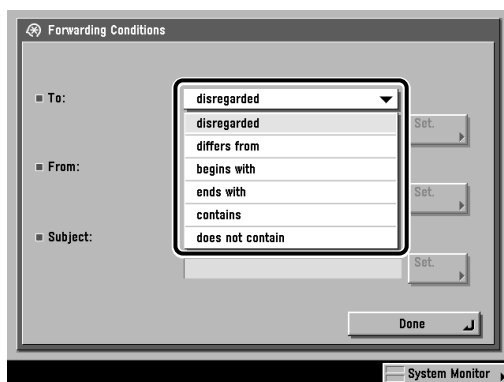 Forwarding Conditions
To:
disregarded
disregarded
Set.
differs from
From:
begins with
ends with
Set.
contains
Subject:
does not contain
Set.
Done
System Monitor